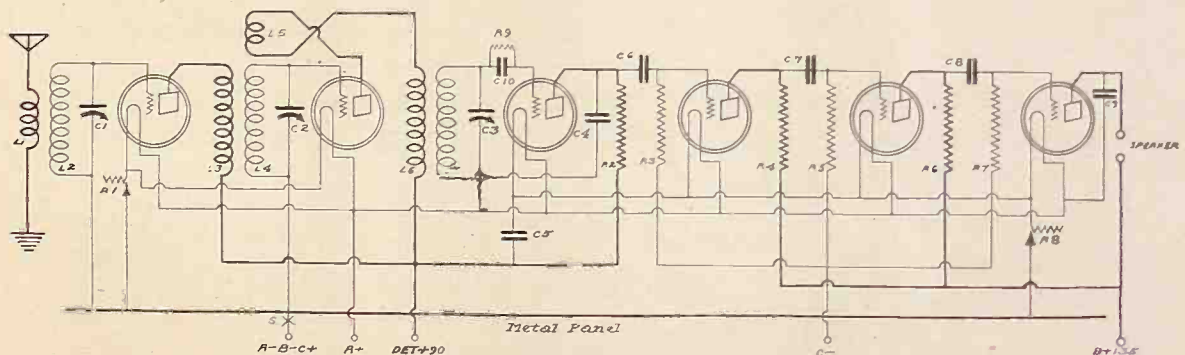 L5
R9
C6
C7
C8
C1
C2
C3
C4
C9
L2
L3
L4
L6
R1
R2
R3
R4
R5
R6
R7
SPEAKER
C5
R8
S
Metal Panel
A-B-C+
A+
DET+90
C-
B+135